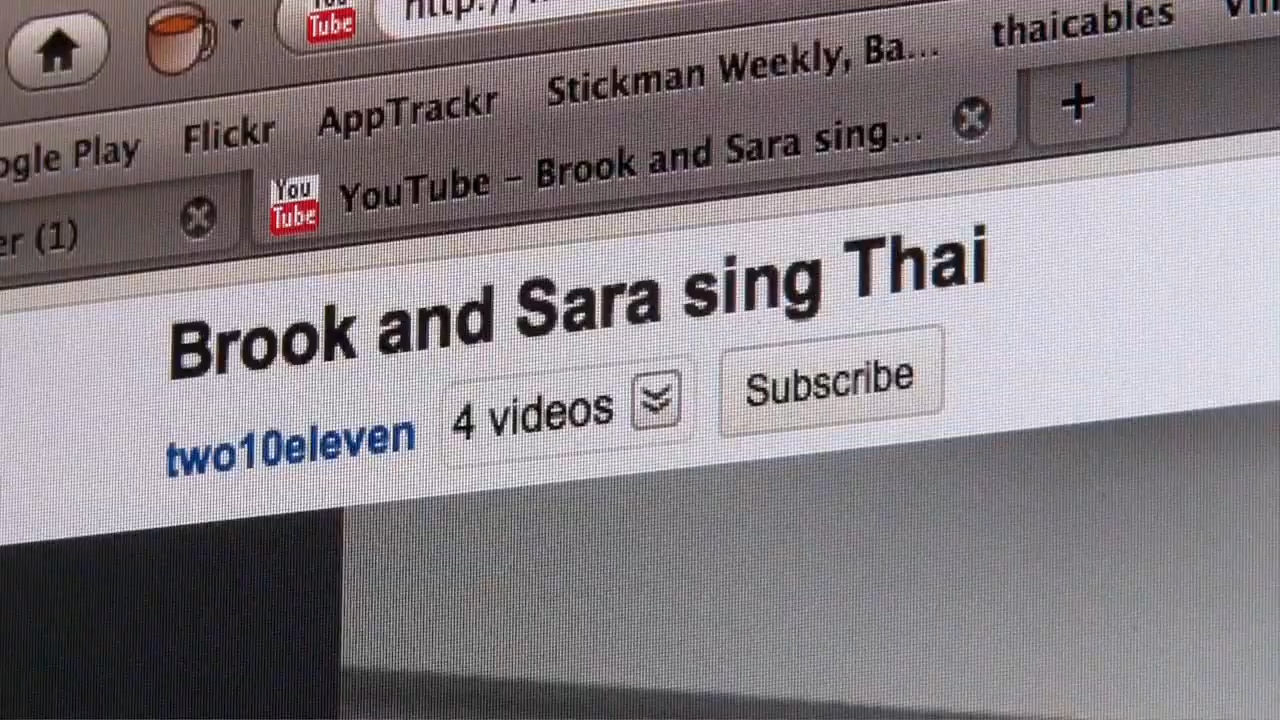 You Tube http://
ogle Play Flickr AppTrackr Stickman Weekly, Ba... thaicables
er (1) You Tube YouTube – Brook and Sara sing...
Brook and Sara sing Thai
two10eleven 4 videos Subscribe